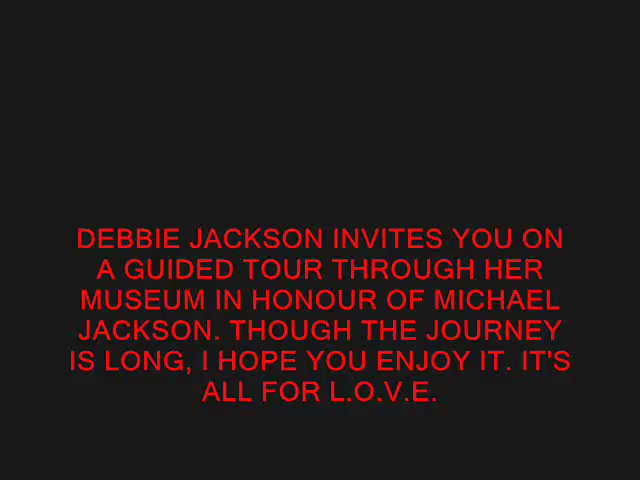 DEBBIE JACKSON INVITES YOU ON
A GUIDED TOUR THROUGH HER
MUSEUM IN HONOUR OF MICHAEL
JACKSON. THOUGH THE JOURNEY
IS LONG, I HOPE YOU ENJOY IT. IT'S
ALL FOR L.O.V.E.